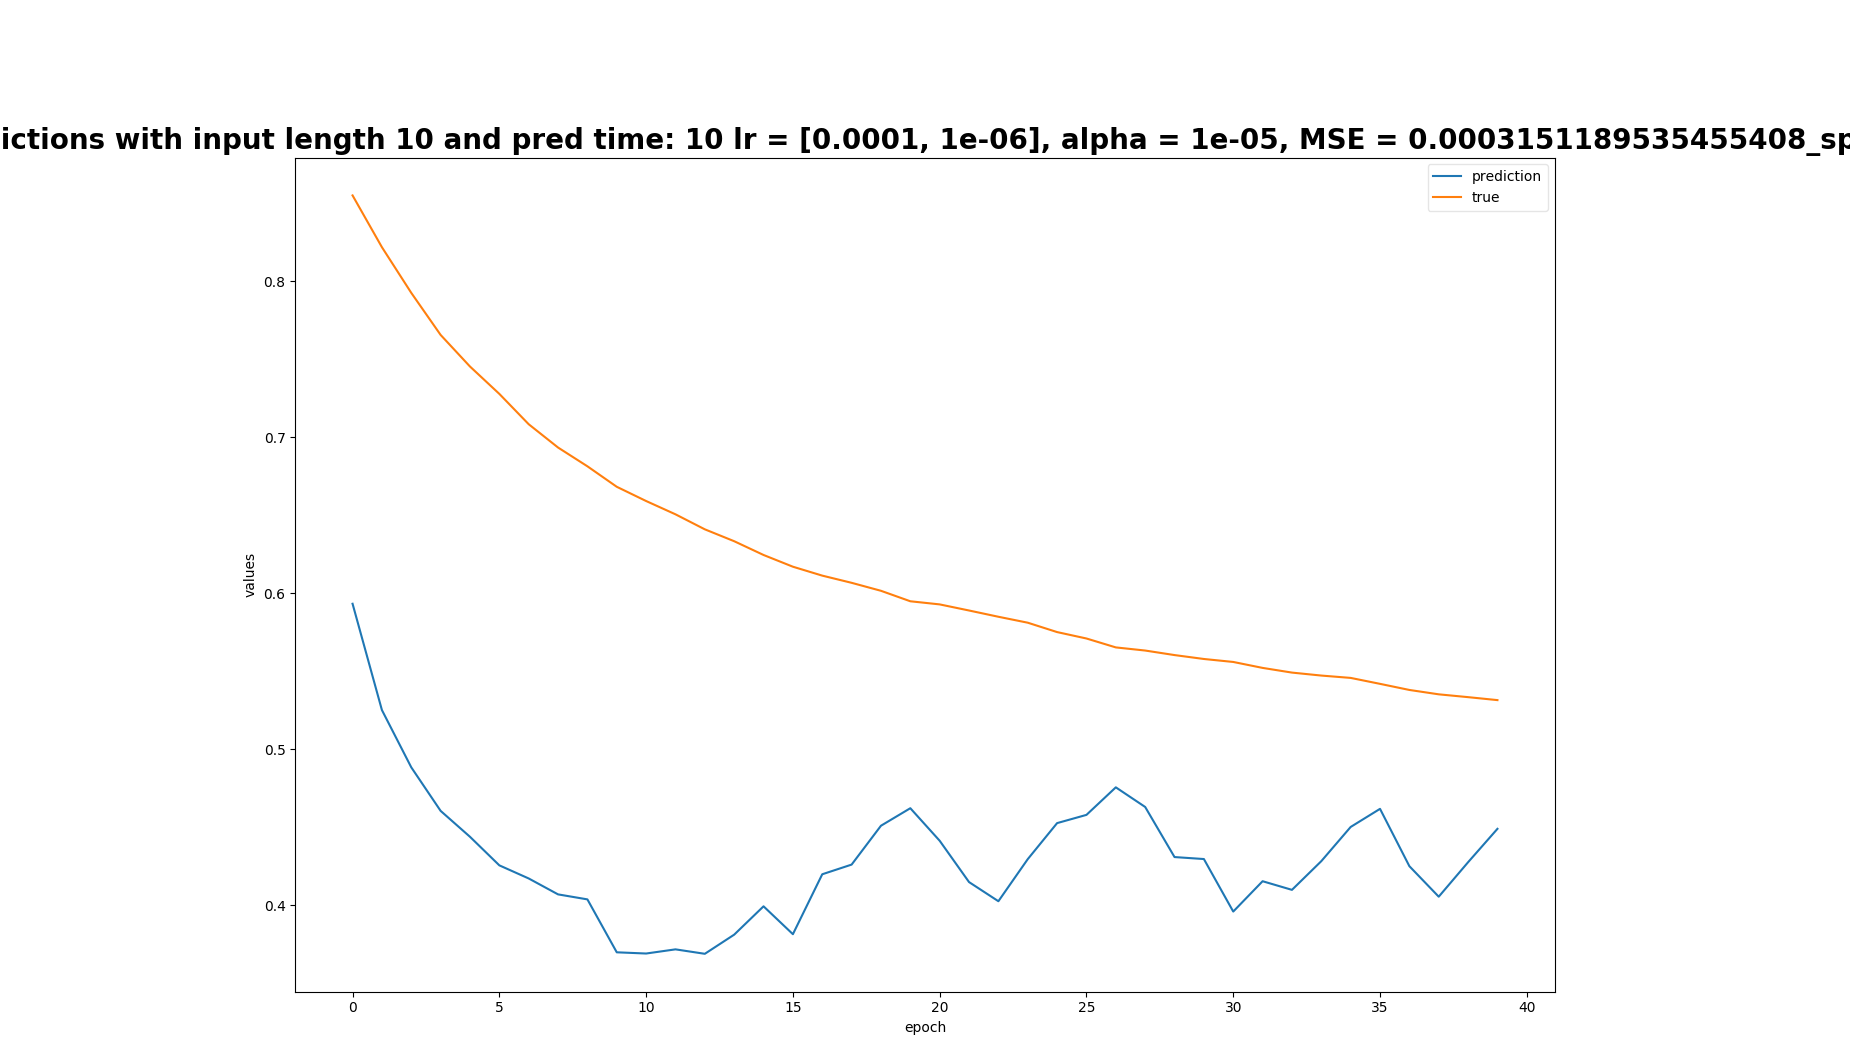 ictions with input length 10 and pred time: 10 lr = [0.0001, 1e-06], alpha = 1e-05, MSE = 0.0003151189535455408_sp
prediction
true
0.8
0.7
0.6
0.5
0.4
values
0
5
10
15
20
25
30
35
40
epoch